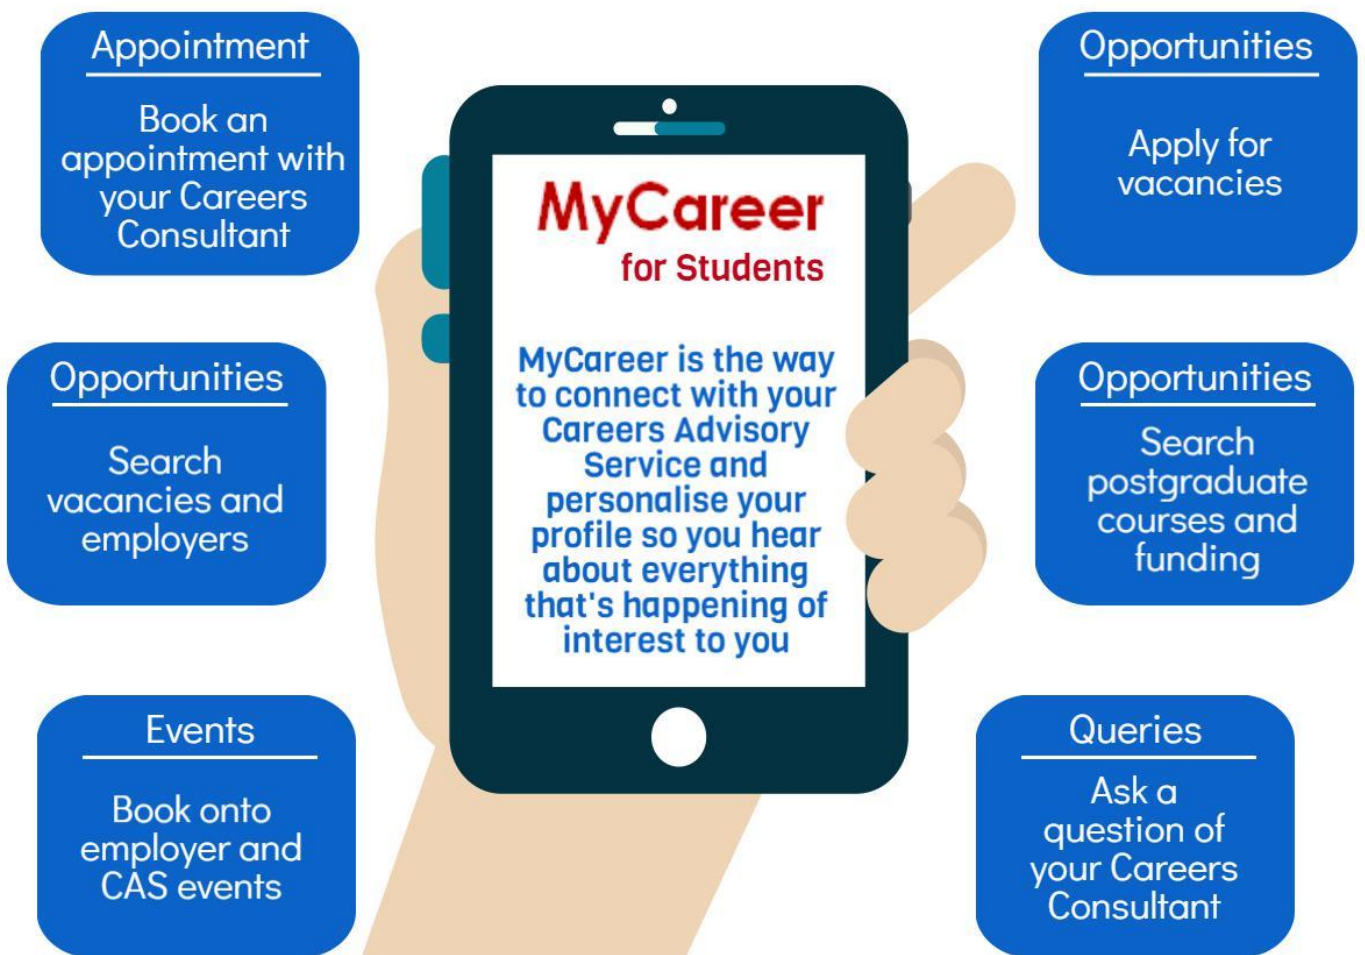 Appointment
Book an
appointment with
your Careers
Consultant
Opportunities
Search
vacancies and
employers
Events
Book onto
employer and
CAS events
MyCareer
for Students
MyCareer is the way
to connect with your
Careers Advisory
Service and
personalise your
profile so you hear
about everything
that's happening of
interest to you
Opportunities
Apply for
vacancies
Opportunities
Search
postgraduate
courses and
funding
Queries
Ask a
question of
your Careers
Consultant